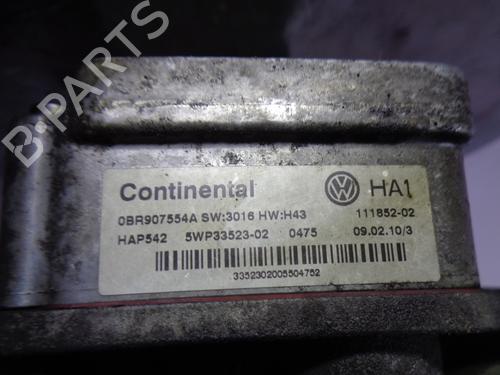 B-PARTS
Continental
VW HA1
0BR907554A SW:3016 HW:H43 111852-02
HAP542 5WP33523-02 0475 09.02.10/3
3352302005504752